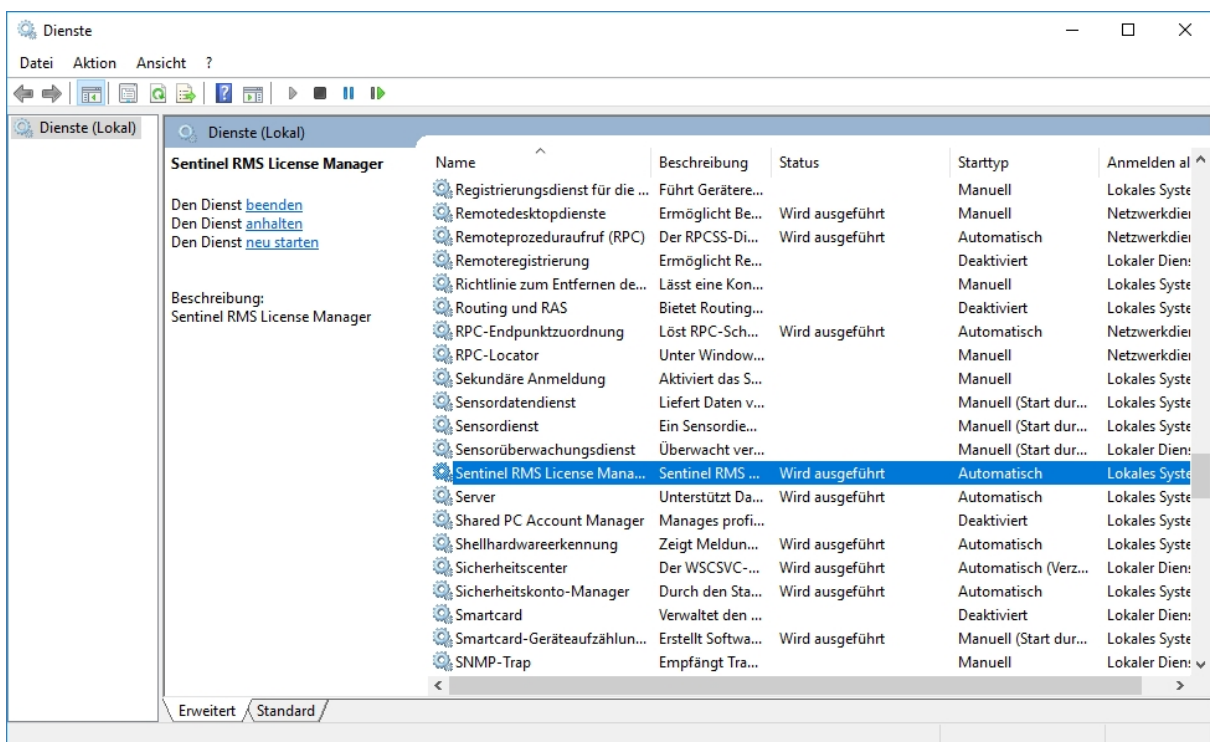 Dienste
Datei Aktion Ansicht ?
Dienste (Lokal)
Dienste (Lokal)
Sentinel RMS License Manager
Den Dienst beenden
Den Dienst anhalten
Den Dienst neu starten
Beschreibung:
Sentinel RMS License Manager
Name Beschreibung Status Starttyp Anmelden al
Registrierungsdienst für die ... Führt Gerätere... Manuell Lokales Syste
Remotedesktopdienste Ermöglicht Be... Wird ausgeführt Manuell Netzwerkdien
Remoteprozeduraufruf (RPC) Der RPCSS-Di... Wird ausgeführt Automatisch Netzwerkdien
Remoteregistrierung Ermöglicht Re... Deaktiviert Lokaler Diens
Richtlinie zum Entfernen de... Lässt eine Kon... Manuell Lokales Syste
Routing und RAS Bietet Routing... Deaktiviert Lokales Syste
RPC-Endpunktzuordnung Löst RPC-Sch... Wird ausgeführt Automatisch Netzwerkdien
RPC-Locator Unter Window... Manuell Netzwerkdien
Sekundäre Anmeldung Aktiviert das S... Manuell Lokales Syste
Sensordatendienst Liefert Daten v... Manuell (Start dur... Lokales Syste
Sensordienst Ein Sensordie... Manuell (Start dur... Lokales Syste
Sensorüberwachungsdienst Überwacht ver... Manuell (Start dur... Lokaler Diens
Sentinel RMS License Mana... Sentinel RMS ... Wird ausgeführt Automatisch Lokales Syste
Server Unterstützt Da... Wird ausgeführt Automatisch Lokales Syste
Shared PC Account Manager Manages profi... Deaktiviert Lokales Syste
Shellhardwareerkennung Zeigt Meldun... Wird ausgeführt Automatisch Lokales Syste
Sicherheitscenter Der WSCSVC-... Wird ausgeführt Automatisch (Verz... Lokaler Diens
Sicherheitskonto-Manager Durch den Sta... Wird ausgeführt Automatisch Lokales Syste
Smartcard Verwaltet den ... Deaktiviert Lokaler Diens
Smartcard-Geräteaufzählun... Erstellt Softwa... Wird ausgeführt Manuell (Start dur... Lokales Syste
SNMP-Trap Empfängt Tra... Manuell Lokaler Diens
Erweitert Standard